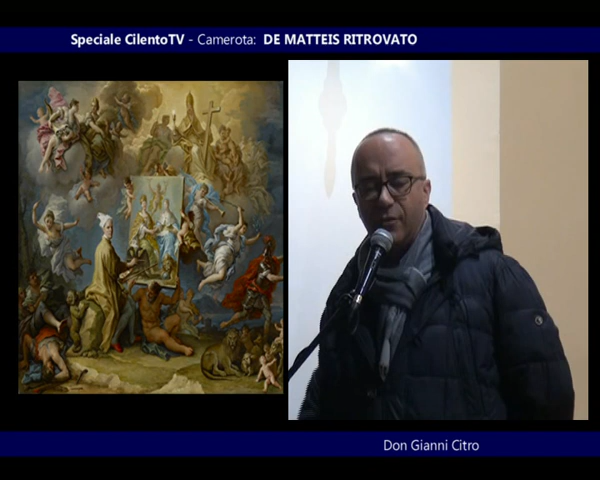 Speciale CilentoTV - Camerota: DE MATTEIS RITROVATO
Don Gianni Citro